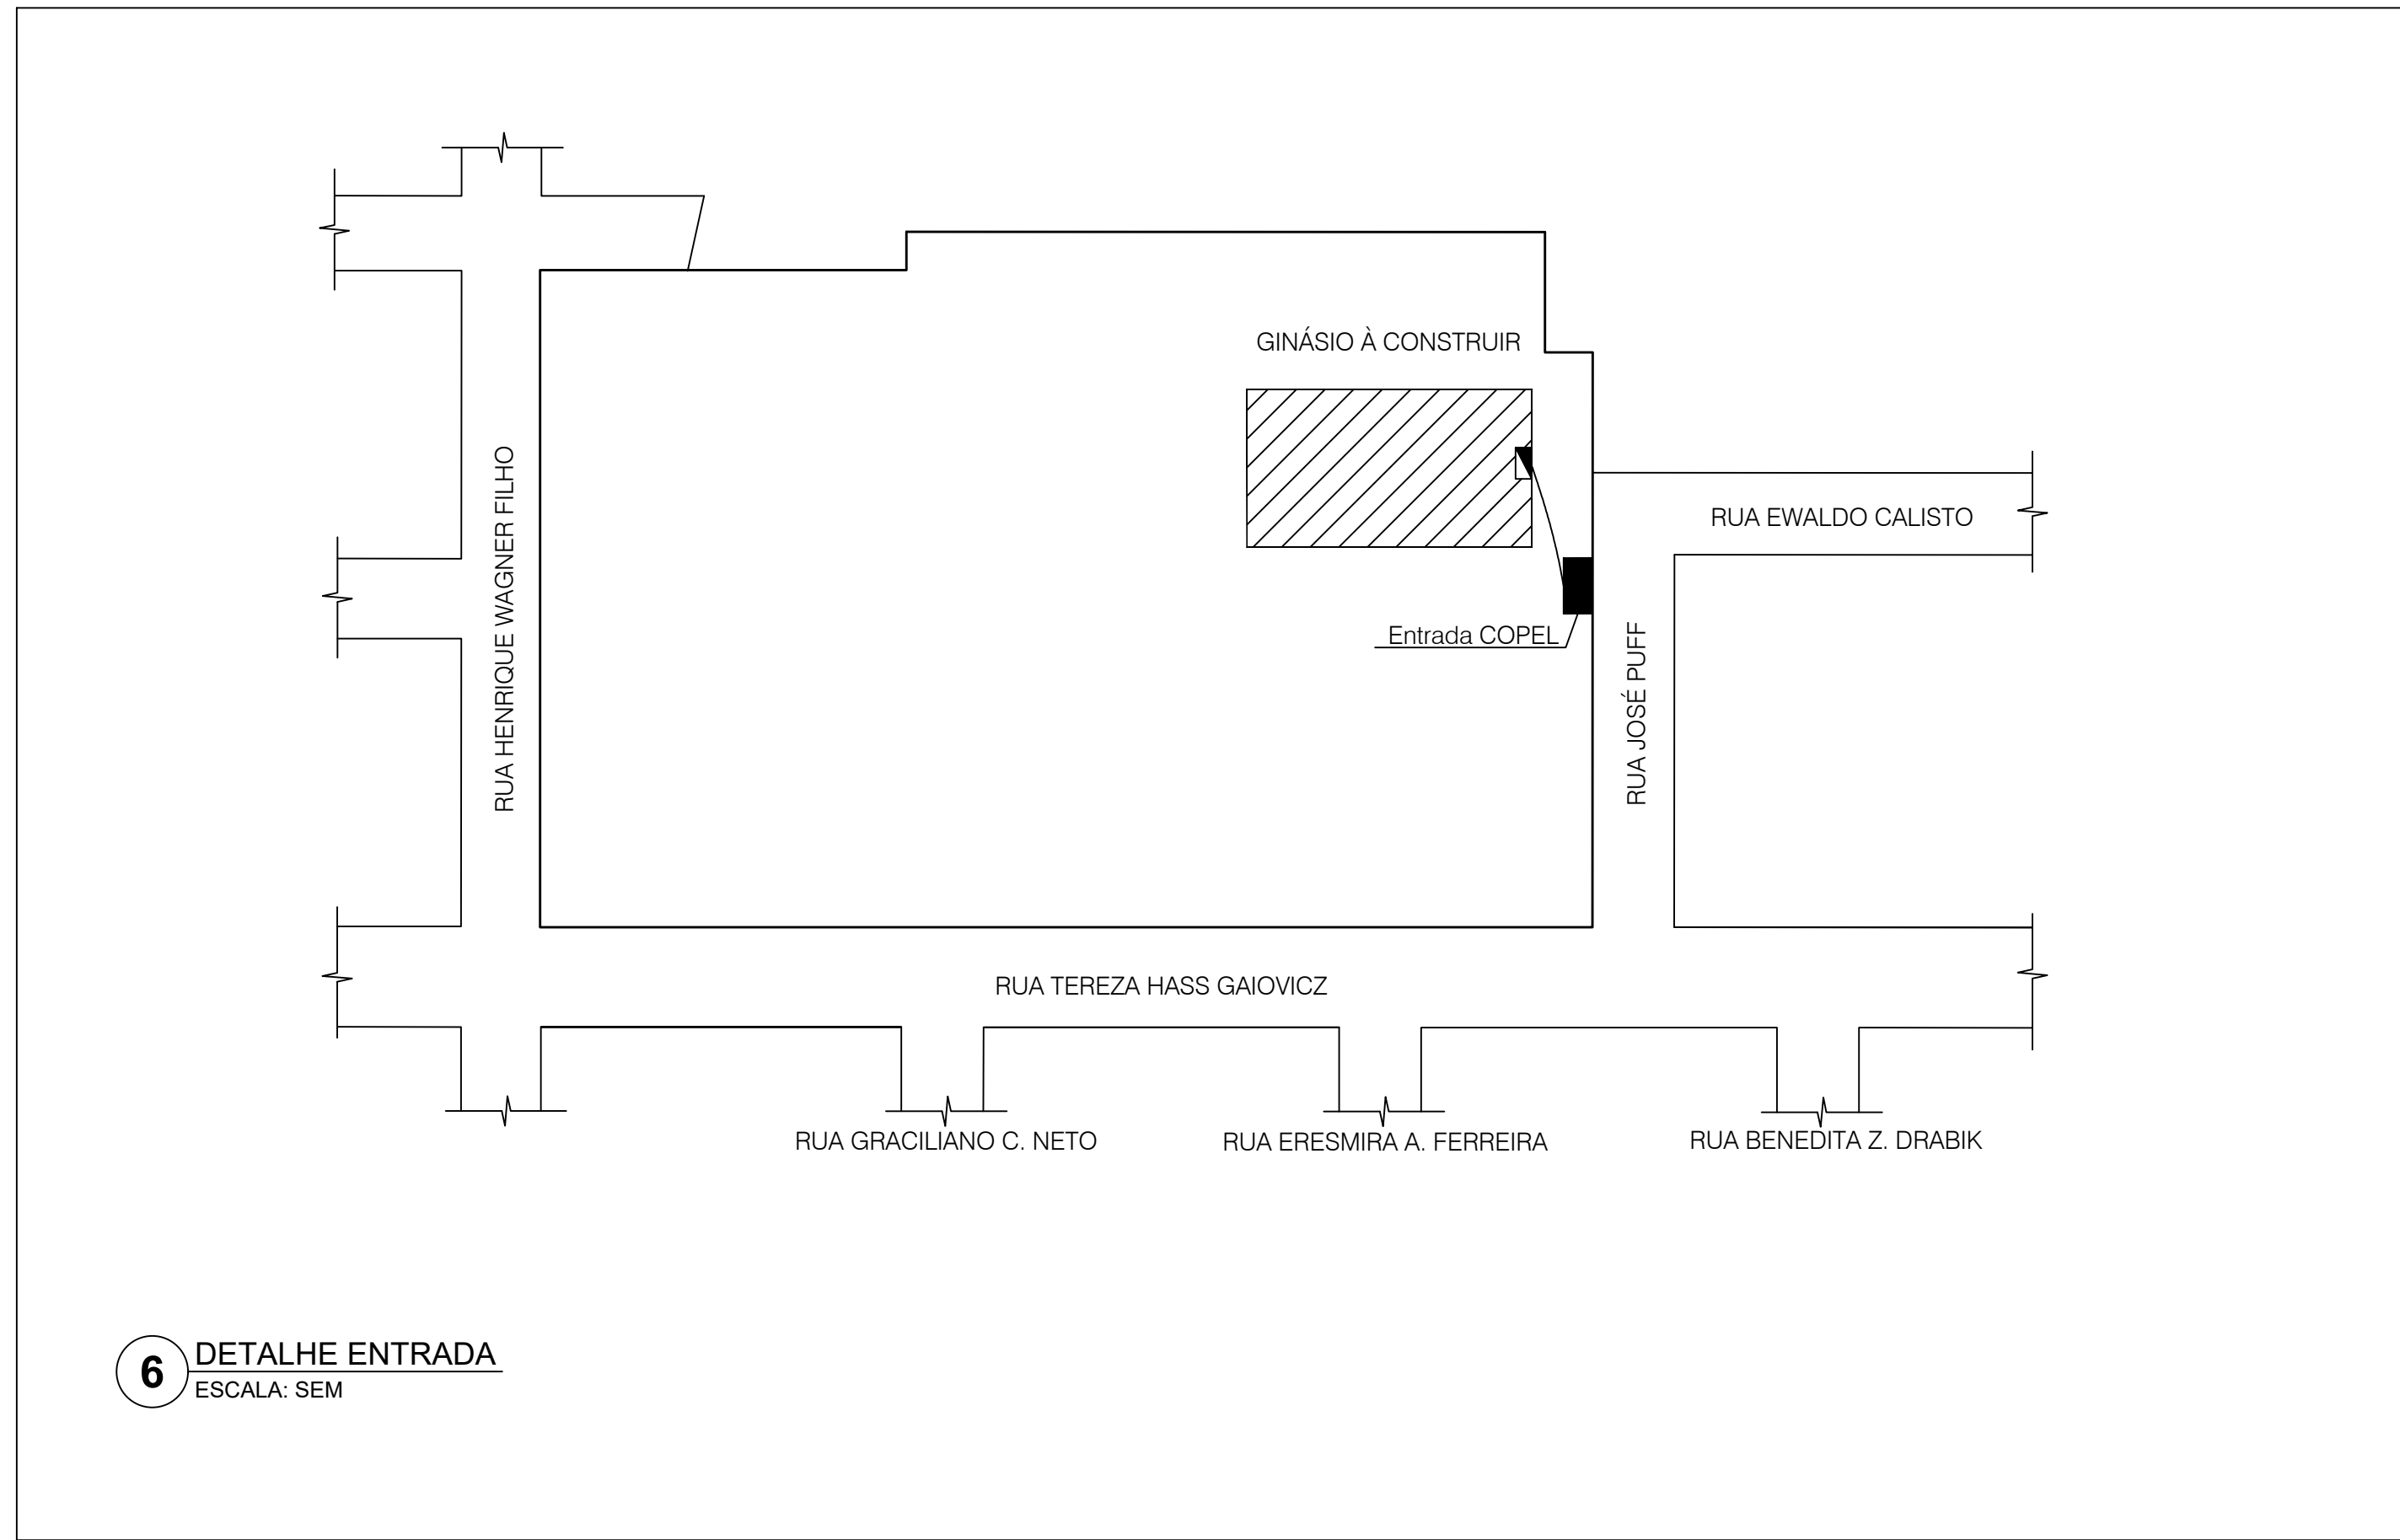 GINÁSIO À CONSTRUIR
RUA EWALDO CALISTO
RUA HENRIQUE WAGNER FILHO
Entrada COPEL
RUA JOSÉ PUFF
RUA TEREZA HASS GAIOVICZ
RUA GRACILIANO C. NETO
RUA ERESMIRA A. FERREIRA
RUA BENEDITA Z. DRABIK
6
DETALHE ENTRADA
ESCALA: SEM